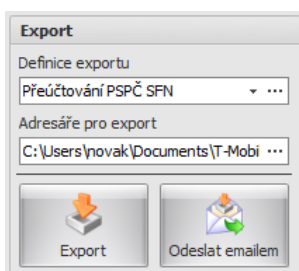 Export
Definice exportu
Přeúčtování PSPČ SFN
Adresáře pro export
C:\Users\novak\Documents\T-Mobi
Export
Odeslat emailem